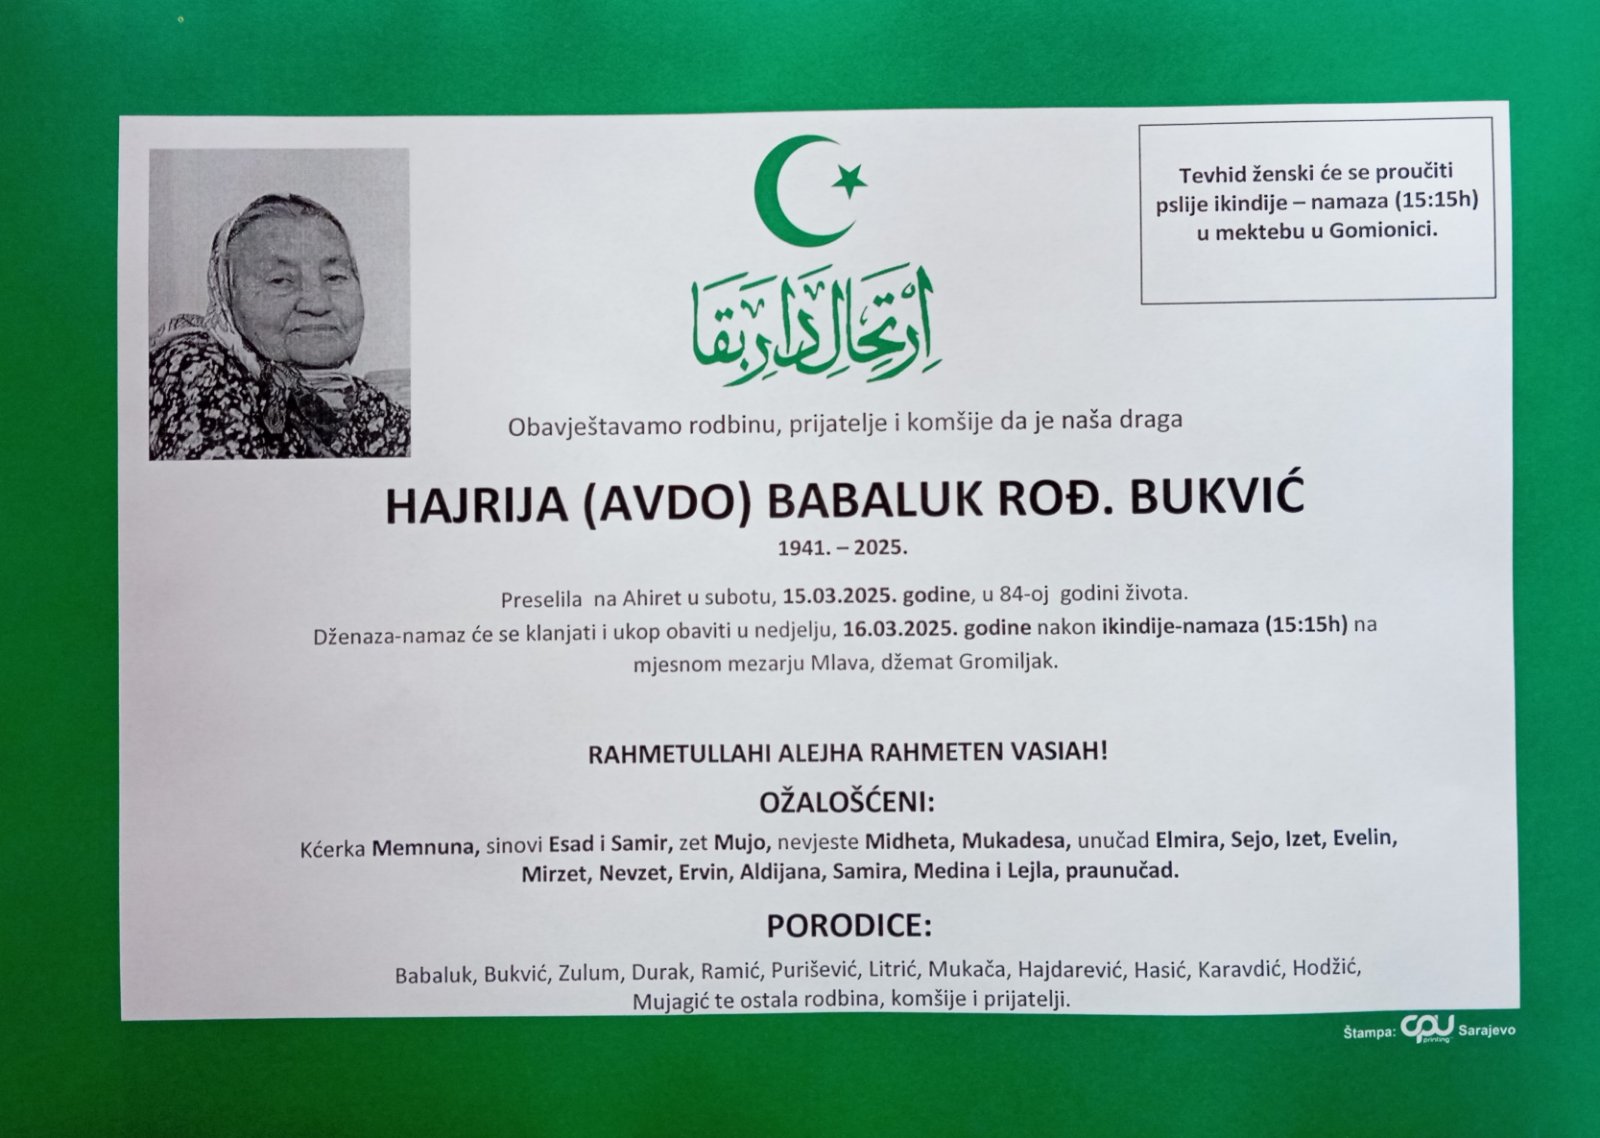 Tevhid ženski će se proučiti
pslije ikindije – namaza (15:15h)
u mektebu u Gomionici.
اِرْتِحَالِ دَارِ بَقَا
Obavještavamo rodbinu, prijatelje i komšije da je naša draga
HAJRIJA (AVDO) BABALUK ROĐ. BUKVIĆ
1941. – 2025.
Preselila na Ahiret u subotu, 15.03.2025. godine, u 84-oj godini života.
Dženaza-namaz će se klanjati i ukop obaviti u nedjelju, 16.03.2025. godine nakon ikindije-namaza (15:15h) na
mjesnom mezarju Mlava, džemat Gromiljak.
RAHMETULLAHI ALEJHA RAHMETEN VASIAH!
OŽALOŠĆENI:
Kćerka Memnuna, sinovi Esad i Samir, zet Mujo, nevjeste Midheta, Mukadesa, unučad Elmira, Sejo, Izet, Evelin,
Mirzet, Nevzet, Ervin, Aldijana, Samira, Medina i Lejla, praunučad.
PORODICE:
Babaluk, Bukvić, Zulum, Durak, Ramić, Purišević, Litrić, Mukača, Hajdarević, Hasić, Karavdić, Hodžić,
Mujagić te ostala rodbina, komšije i prijatelji.
Štampa: CPU printing Sarajevo